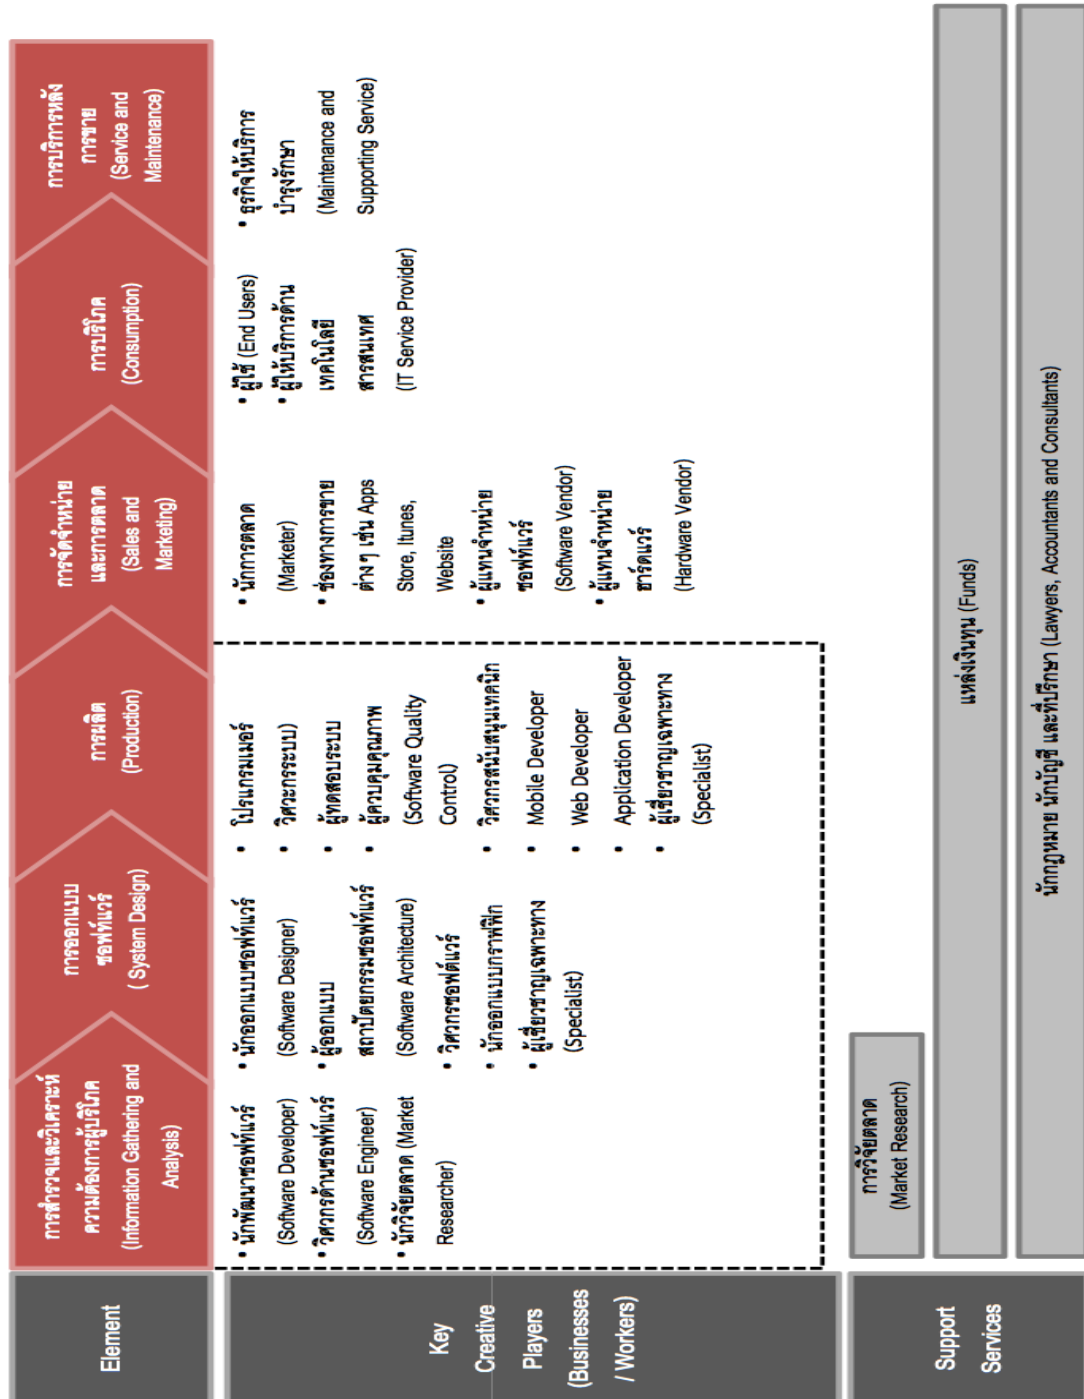 Element
การสำรวจและวิเคราะห์
ความต้องการผู้บริโภค
(Information Gathering and
Analysis)
การออกแบบ
ซอฟท์แวร์
( System Design)
การผลิต
(Production)
การจัดจำหน่าย
และการตลาด
(Sales and
Marketing)
การบริโภค
(Consumption)
การบริการหลัง
การขาย
(Service and
Maintenance)
Key
Creative
Players
(Businesses
/ Workers)
• นักพัฒนาซอฟท์แวร์
(Software Developer)
• วิศวกรด้านซอฟท์แวร์
(Software Engineer)
• นักวิจัยตลาด (Market
Researcher)
• นักออกแบบซอฟท์แวร์
(Software Designer)
• ผู้ออกแบบ
สถาปัตยกรรมซอฟท์แวร์
(Software Architecture)
• วิศวกรซอฟต์แวร์
• นักออกแบบกราฟฟิก
• ผู้เชี่ยวชาญเฉพาะทาง
(Specialist)
• โปรแกรมเมอร์
• วิศวะกรระบบ)
• ผู้ทดสอบระบบ
• ผู้ควบคุมคุณภาพ
(Software Quality
Control)
• วิศวกรสนับสนุนเทคนิก
• Mobile Developer
• Web Developer
• Application Developer
• ผู้เชี่ยวชาญเฉพาะทาง
(Specialist)
• นักการตลาด
(Marketer)
• ช่องทางการขาย
ต่างๆ เช่น Apps
Store, Itunes,
Website
• ผู้แทนจำหน่าย
ซอฟท์แวร์
(Software Vendor)
• ผู้แทนจำหน่าย
ฮาร์ดแวร์
(Hardware Vendor)
• ผู้ใช้ (End Users)
• ผู้ให้บริการด้าน
เทคโนโลยี
สารสนเทศ
(IT Service Provider)
• ธุรกิจให้บริการ
บำรุงรักษา
(Maintenance and
Supporting Service)
Support
Services
การวิจัยตลาด
(Market Research)
แหล่งเงินทุน (Funds)
นักกฎหมาย นักบัญชี และที่ปรึกษา (Lawyers, Accountants and Consultants)